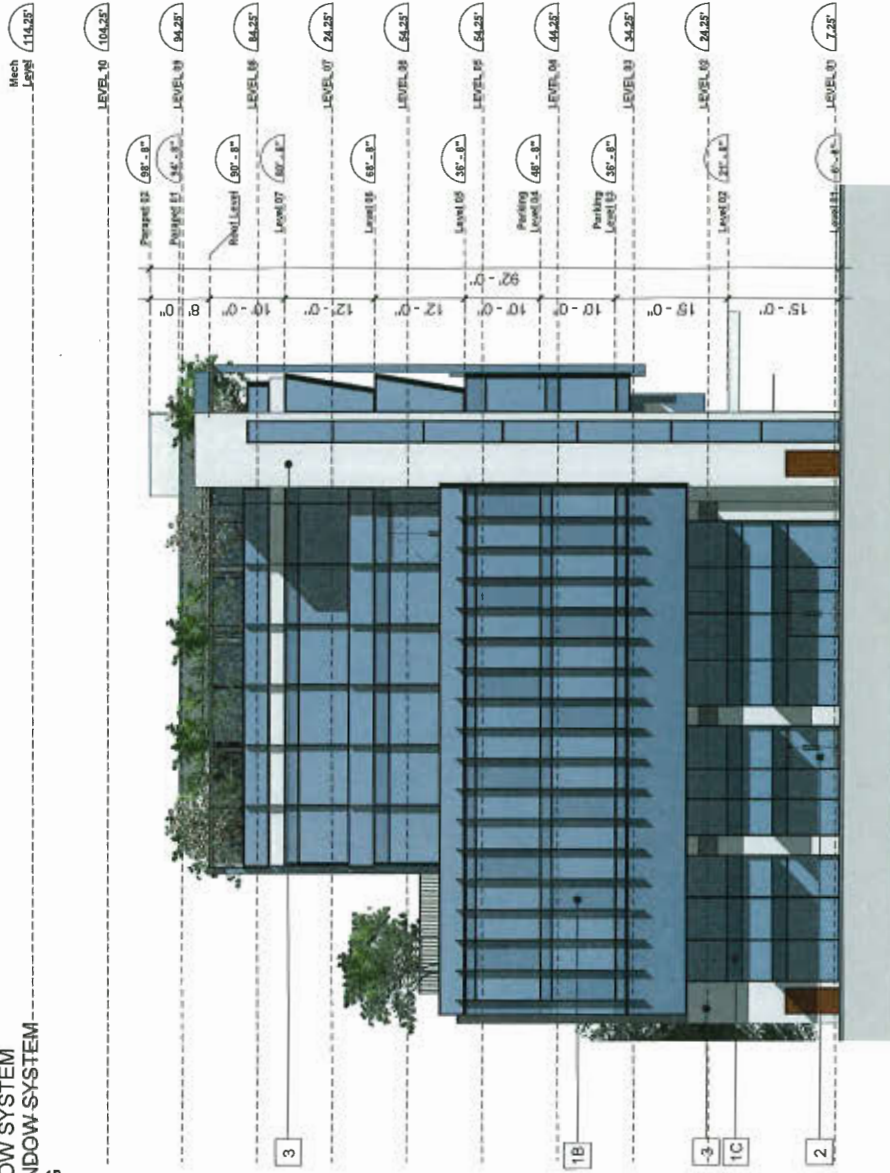 OW SYSTEM
NDOW SYSTEM
Mech
Level 114.25'
LEVEL 10 104.25'
Parapet 02 98' - 8"
LEVEL 09 94.25'
Parapet 01 94' - 8"
Roof Level 90' - 8"
LEVEL 08 84.25'
Level 07 80' - 8"
LEVEL 07 24.25'
Level 06 68' - 8"
LEVEL 06 64.25'
Level 05
LEVEL 05 54.25'
Parking
Level 04 46' - 8"
LEVEL 04 44.25'
Parking
Level 03 36' - 8"
LEVEL 03 34.25'
LEVEL 02 24.25'
Level 02 21' - 8"
LEVEL 01 7.25'
Level 01 6' - 8"
8' - 0"
10' - 0"
12' - 0"
12' - 0"
10' - 0"
10' - 0"
15' - 0"
15' - 0"
92' - 0"
3
1B
3
1C
2